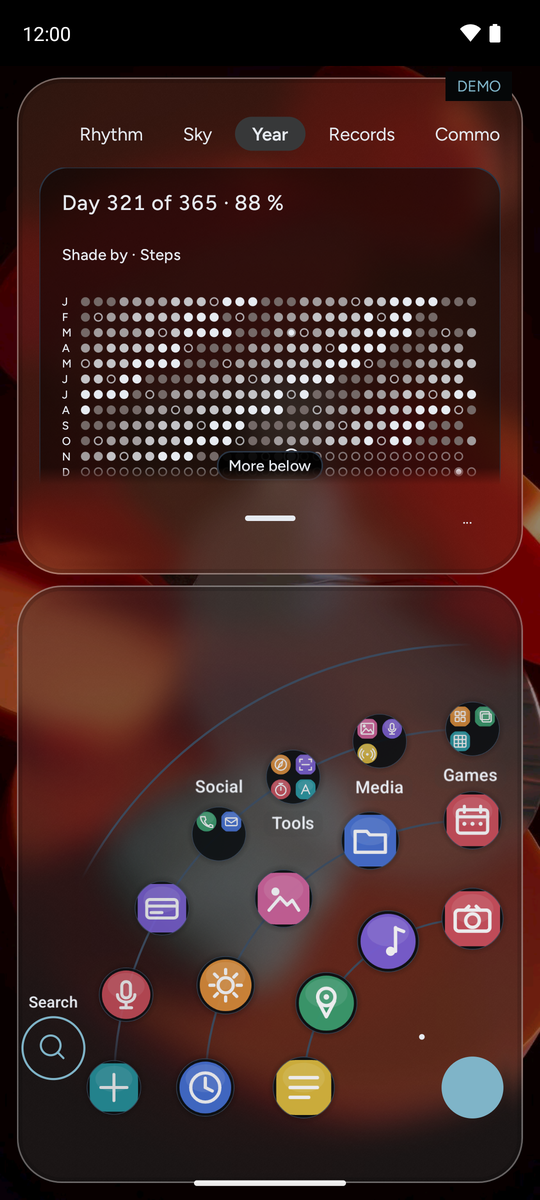 12:00
DEMO
Rhythm Sky Year Records Commo
Day 321 of 365 · 88 %
Shade by · Steps
J
F
M
A
M
J
J
A
S
O
N
D
More below
...
Games
Social
Media
Tools
Search